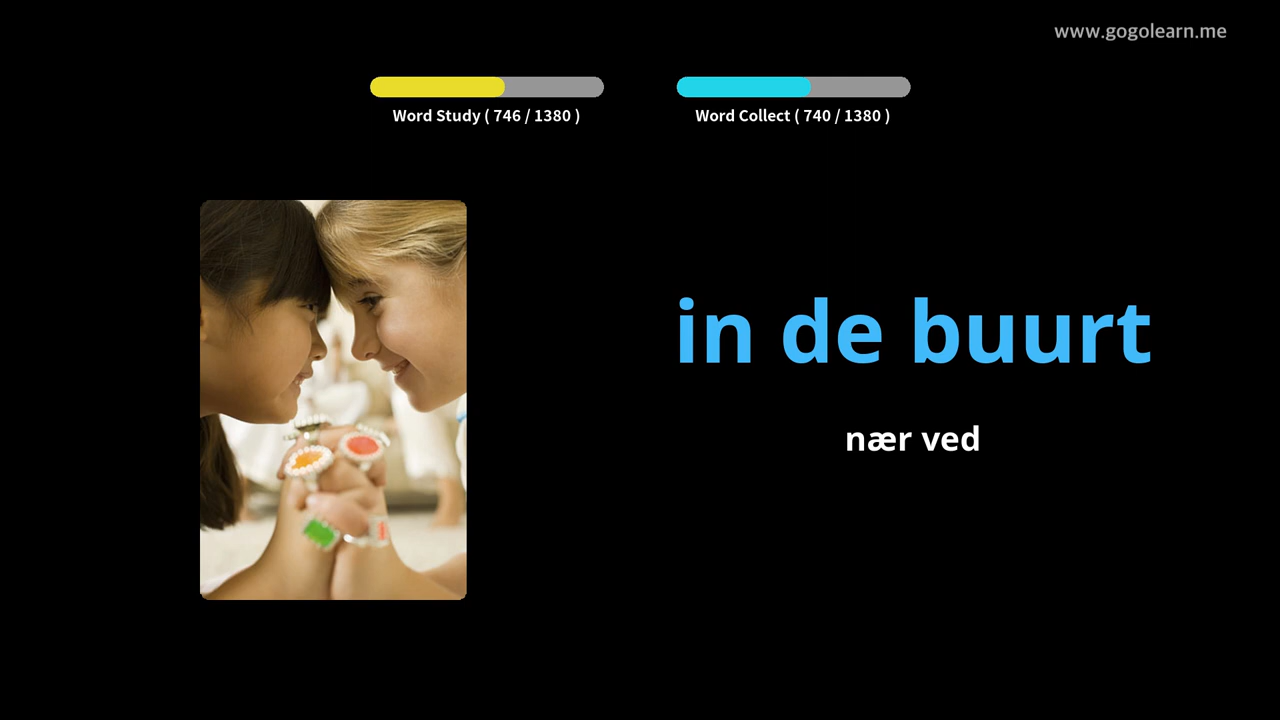 www.gogolearn.me
Word Study ( 746 / 1380 )
Word Collect ( 740 / 1380 )
in de buurt
nær ved